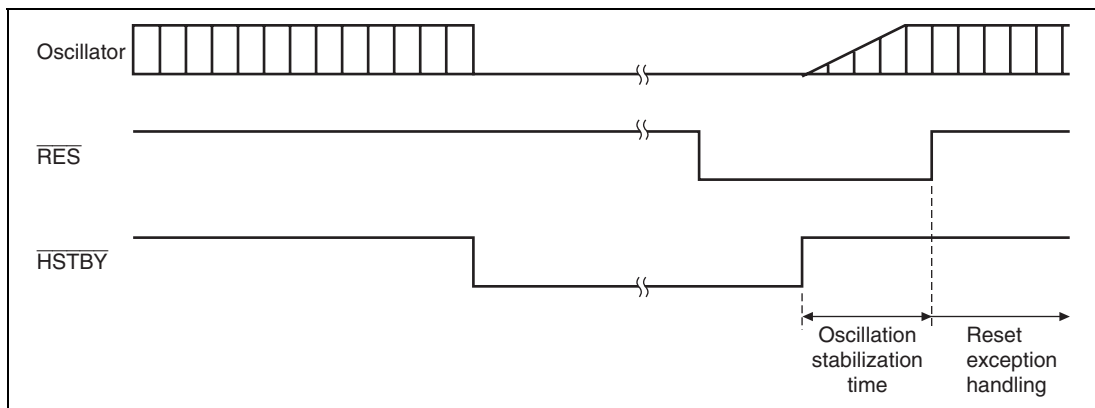 Oscillator
RES
HSTBY
Oscillation
stabilization
time
Reset
exception
handling